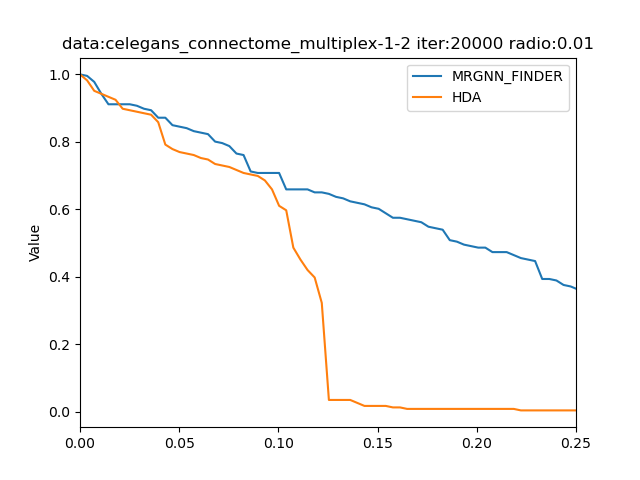 data:celegans_connectome_multiplex-1-2 iter:20000 radio:0.01
MRGNN_FINDER
HDA
Value
1.0
0.8
0.6
0.4
0.2
0.0
0.00 0.05 0.10 0.15 0.20 0.25